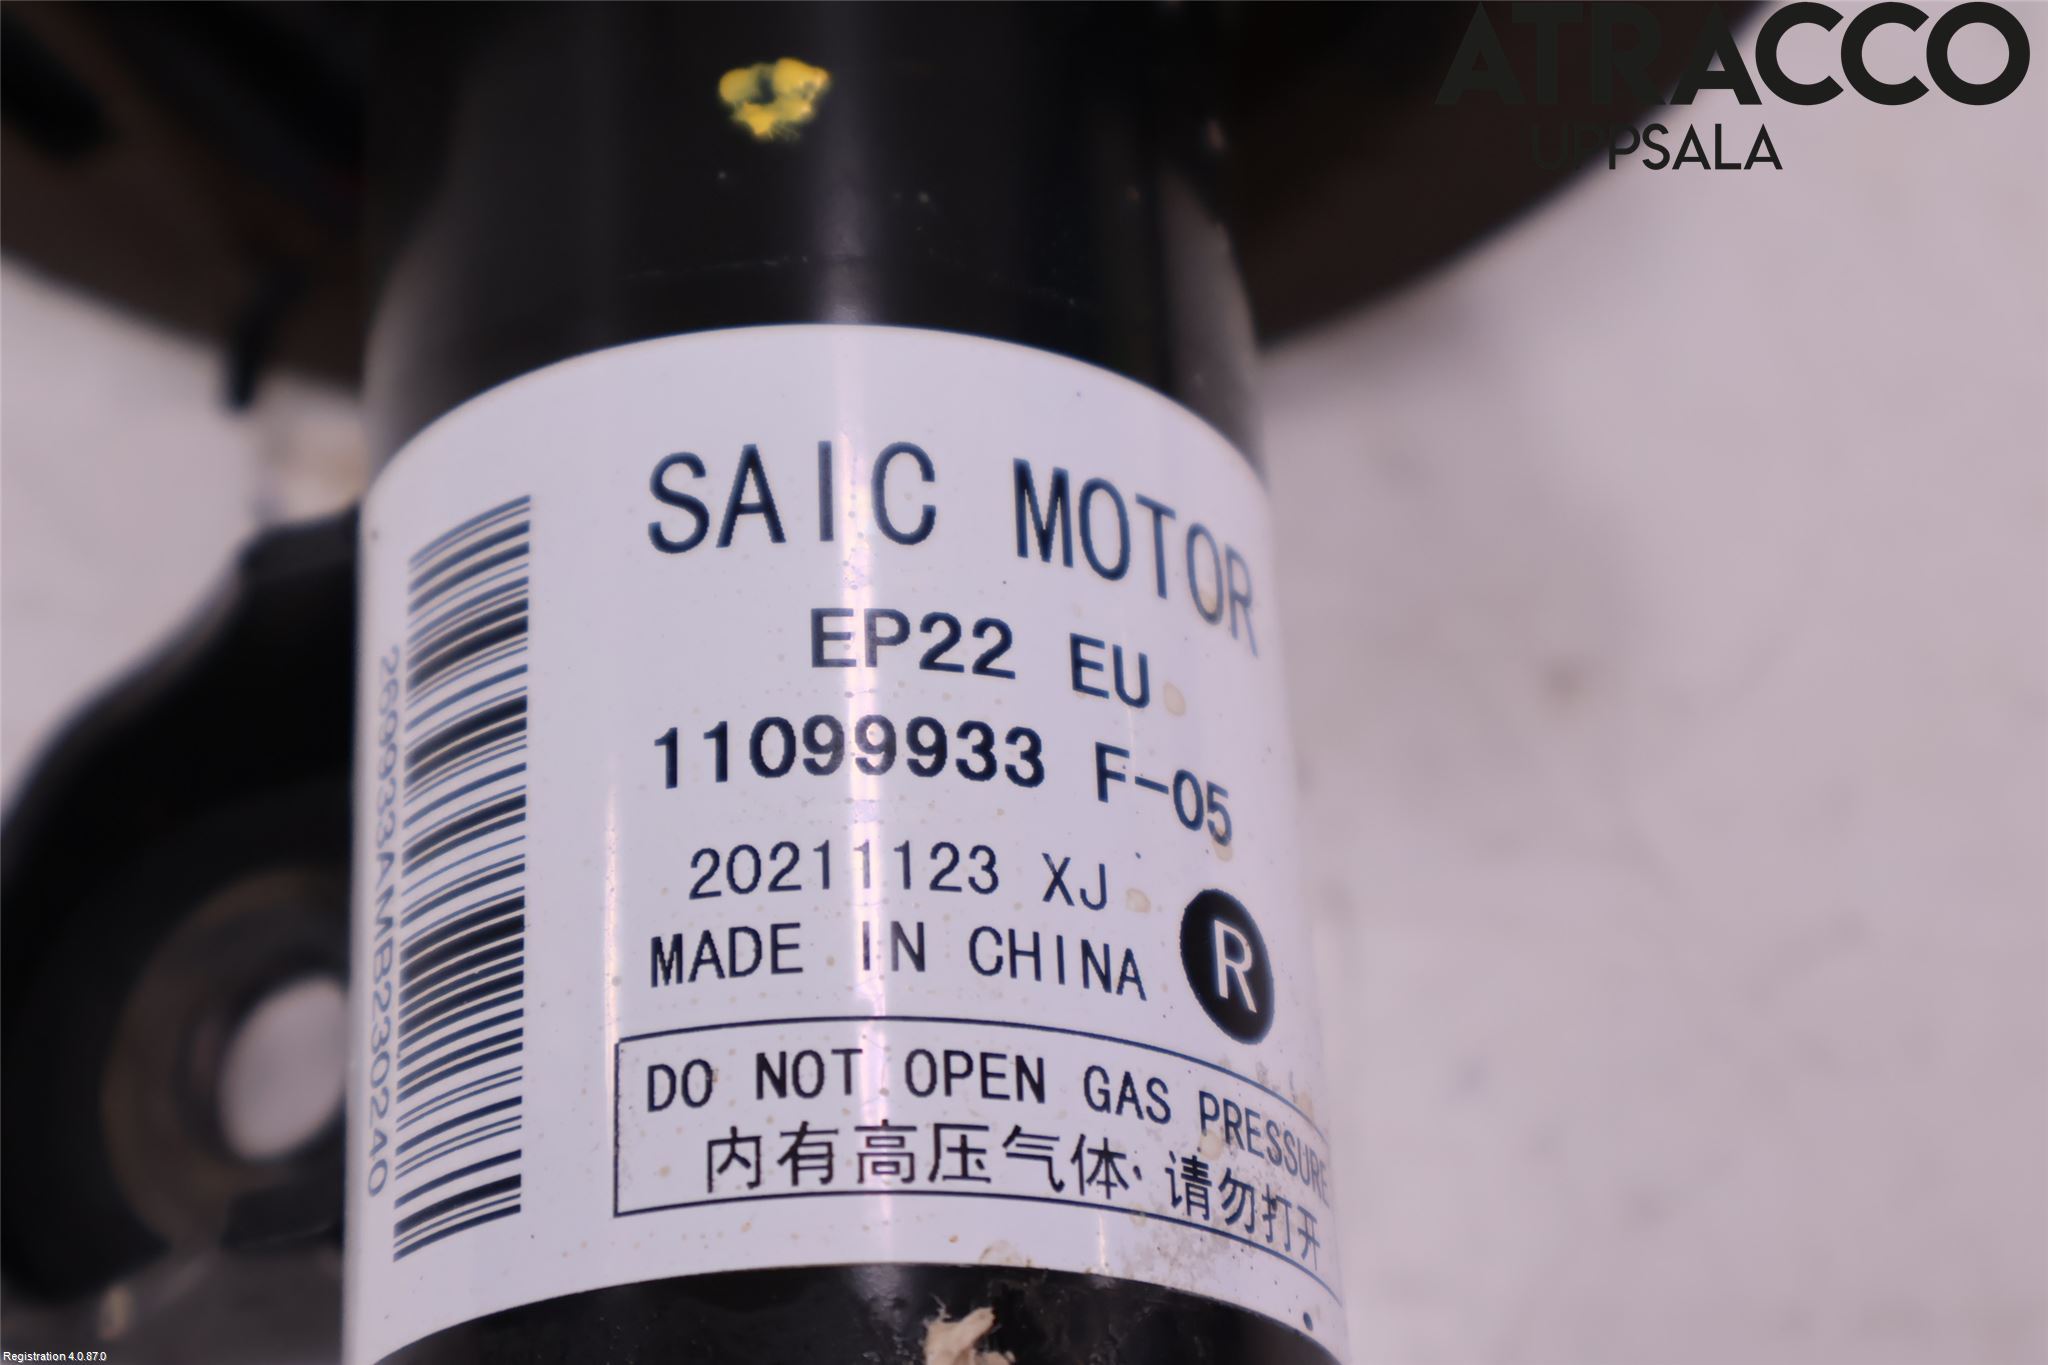 ATRACCO
UPPSALA
SAIC MOTOR
EP22 EU
11099933 F-05
20211123 XJ
MADE IN CHINA
R
DO NOT OPEN GAS PRESSURE
内有高压气体·请勿打开
Registration 4.0.87.0